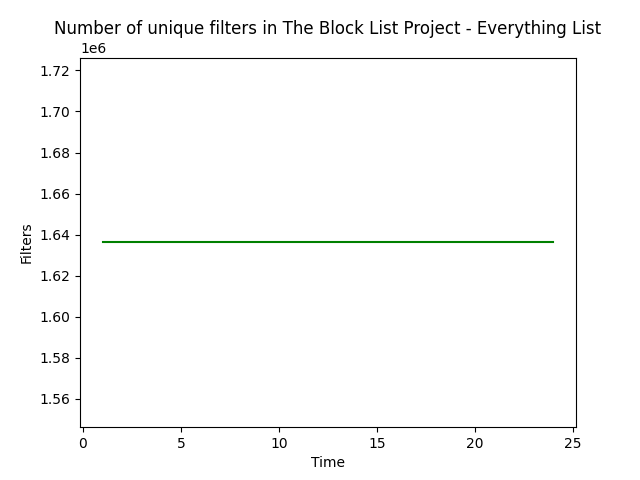 Number of unique filters in The Block List Project - Everything List
1e6
1.72
1.70
1.68
1.66
1.64
1.62
1.60
1.58
1.56
Filters
0 5 10 15 20 25
Time